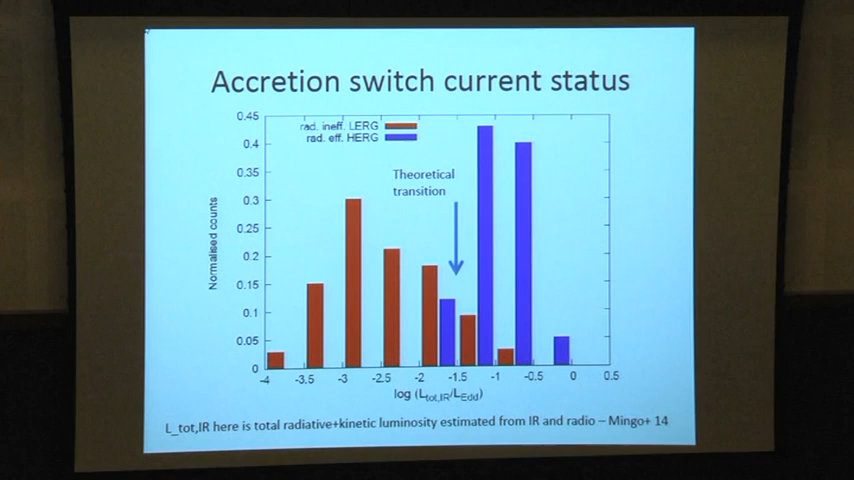 Accretion switch current status
rad. ineff. LERG
rad. eff. HERG
Theoretical
transition
Normalised counts
0.45
0.4
0.35
0.3
0.25
0.2
0.15
0.1
0.05
0
-4
-3.5
-3
-2.5
-2
-1.5
-1
-0.5
0
0.5
log (Ltot,IR/LEdd)
L_tot,IR here is total radiative+kinetic luminosity estimated from IR and radio – Mingo+ 14